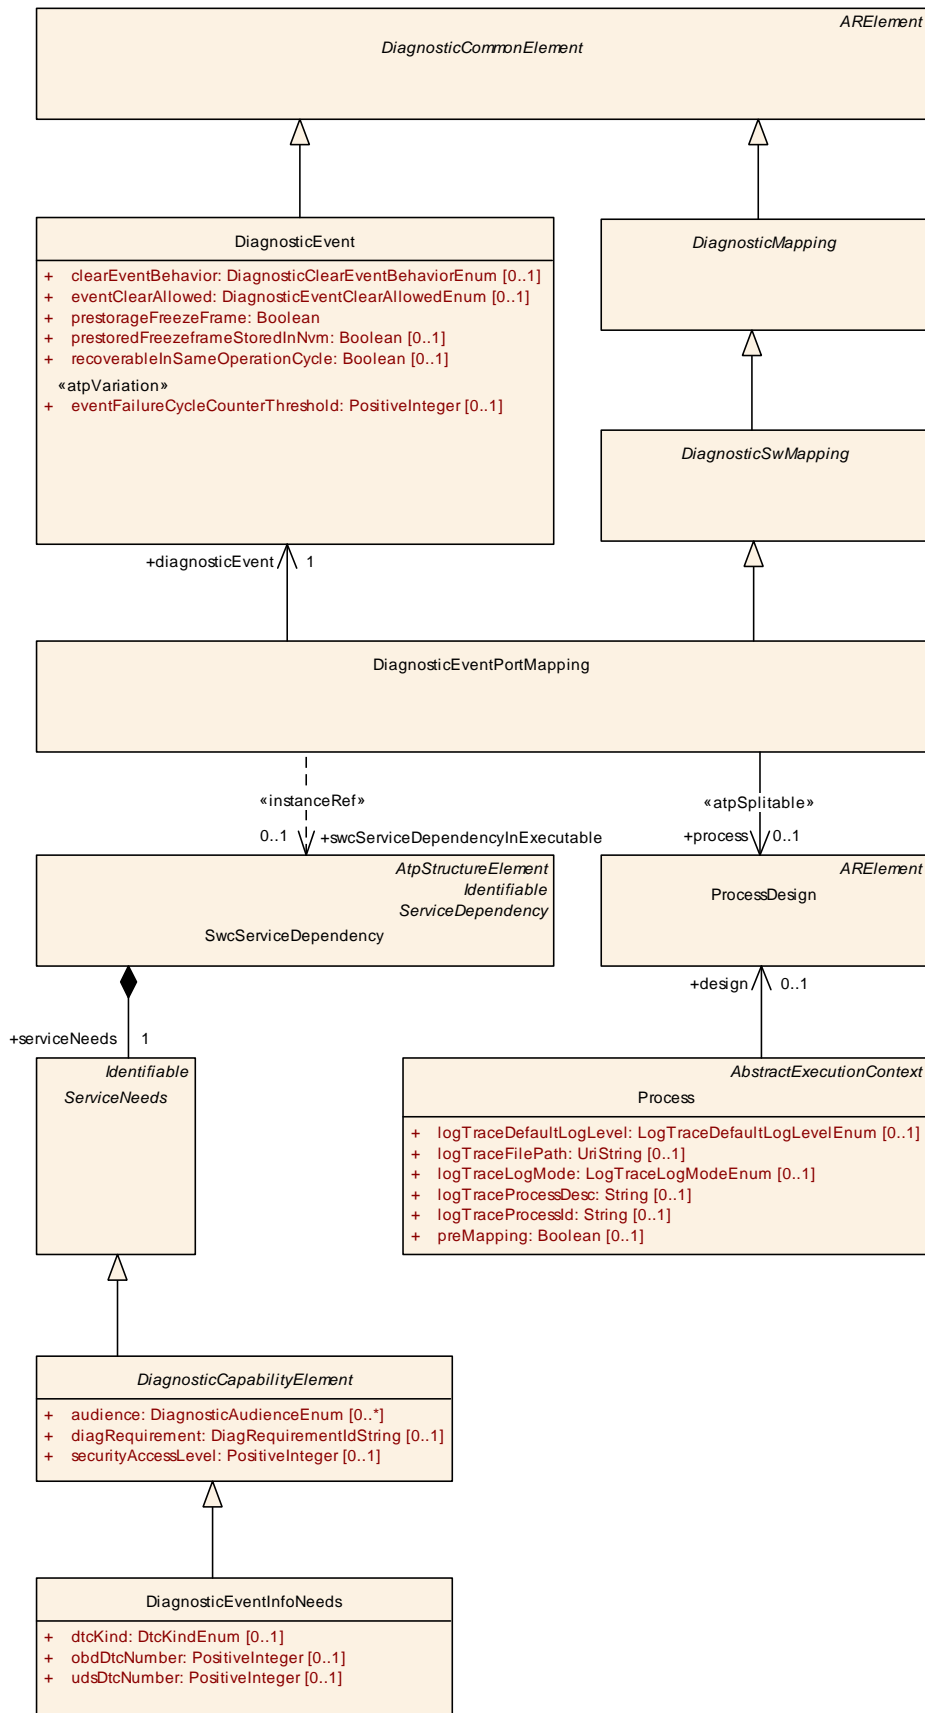 ARElement
DiagnosticCommonElement
DiagnosticEvent
+ clearEventBehavior: DiagnosticClearEventBehaviorEnum [0..1]
+ eventClearAllowed: DiagnosticEventClearAllowedEnum [0..1]
+ prestorageFreezeFrame: Boolean
+ prestoredFreezeframeStoredInNvm: Boolean [0..1]
+ recoverableInSameOperationCycle: Boolean [0..1]
«atpVariation»
+ eventFailureCycleCounterThreshold: PositiveInteger [0..1]
DiagnosticMapping
DiagnosticSwMapping
+diagnosticEvent 1
DiagnosticEventPortMapping
«instanceRef»
0..1 +swcServiceDependencyInExecutable
«atpSplitable»
+process 0..1
AtpStructureElement
Identifiable
ServiceDependency
SwcServiceDependency
ARElement
ProcessDesign
+design 0..1
+serviceNeeds 1
Identifiable
ServiceNeeds
AbstractExecutionContext
Process
+ logTraceDefaultLogLevel: LogTraceDefaultLogLevelEnum [0..1]
+ logTraceFilePath: UriString [0..1]
+ logTraceLogMode: LogTraceLogModeEnum [0..1]
+ logTraceProcessDesc: String [0..1]
+ logTraceProcessId: String [0..1]
+ preMapping: Boolean [0..1]
DiagnosticCapabilityElement
+ audience: DiagnosticAudienceEnum [0..*]
+ diagRequirement: DiagRequirementIdString [0..1]
+ securityAccessLevel: PositiveInteger [0..1]
DiagnosticEventInfoNeeds
+ dtcKind: DtcKindEnum [0..1]
+ obdDtcNumber: PositiveInteger [0..1]
+ udsDtcNumber: PositiveInteger [0..1]